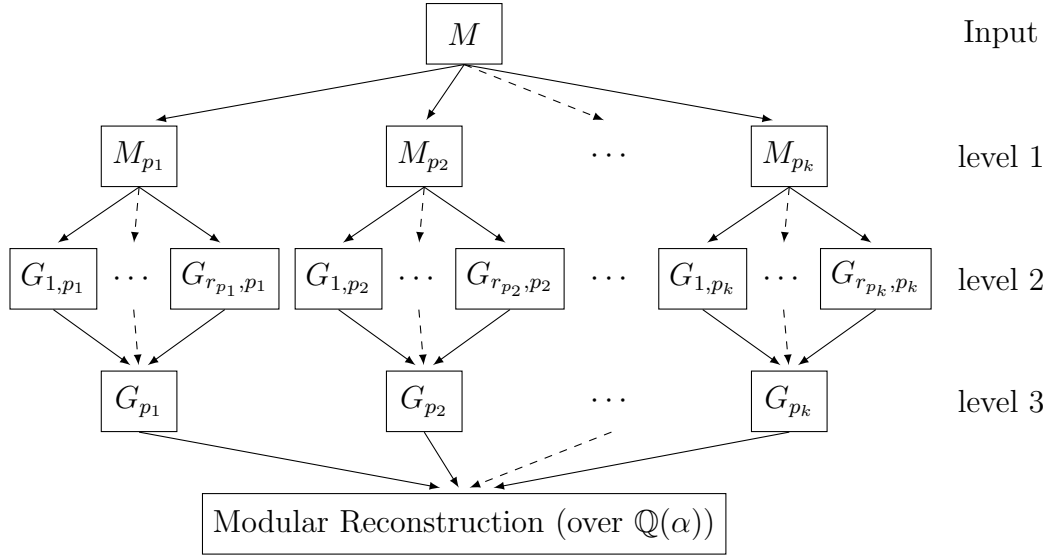 M Input
M_{p_1} M_{p_2} ⋯ M_{p_k} level 1
G_{1,p_1} ⋯ G_{r_{p_1},p_1} G_{1,p_2} ⋯ G_{r_{p_2},p_2} ⋯ G_{1,p_k} ⋯ G_{r_{p_k},p_k} level 2
G_{p_1} G_{p_2} ⋯ G_{p_k} level 3
Modular Reconstruction (over ℚ(α))